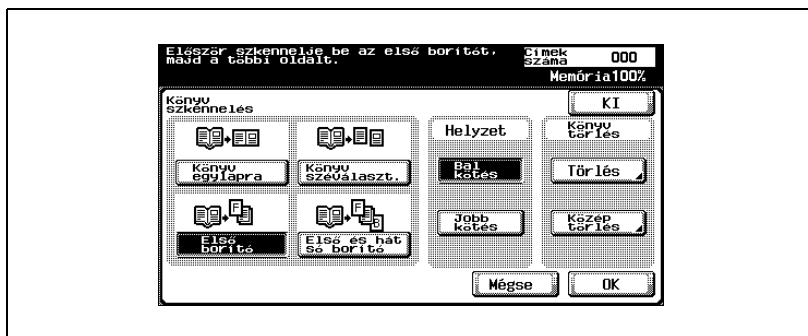 Először szkennelje be az első borítót,
majd a többi oldalt.
Címek
száma
000
Memória100%
Könyv
szkennelés
KI
Helyzet
Könyv
törlés
Könyv
egylapra
Könyv
széválaszt.
Bal
kötés
Törlés
F
F
B
Első
borító
Első és hát
só borító
Jobb
kötés
Közép
törlés
Mégse
OK